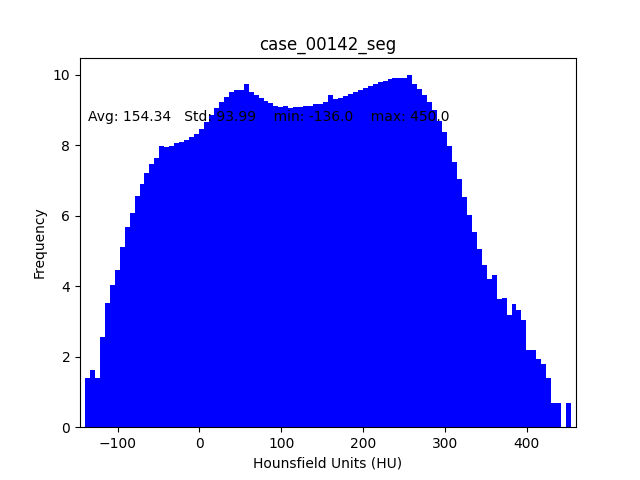 case_00142_seg
10
Avg: 154.34 Std: 93.99 min: -136.0 max: 450.0
8
6
4
2
0
Frequency
−100 0 100 200 300 400
Hounsfield Units (HU)